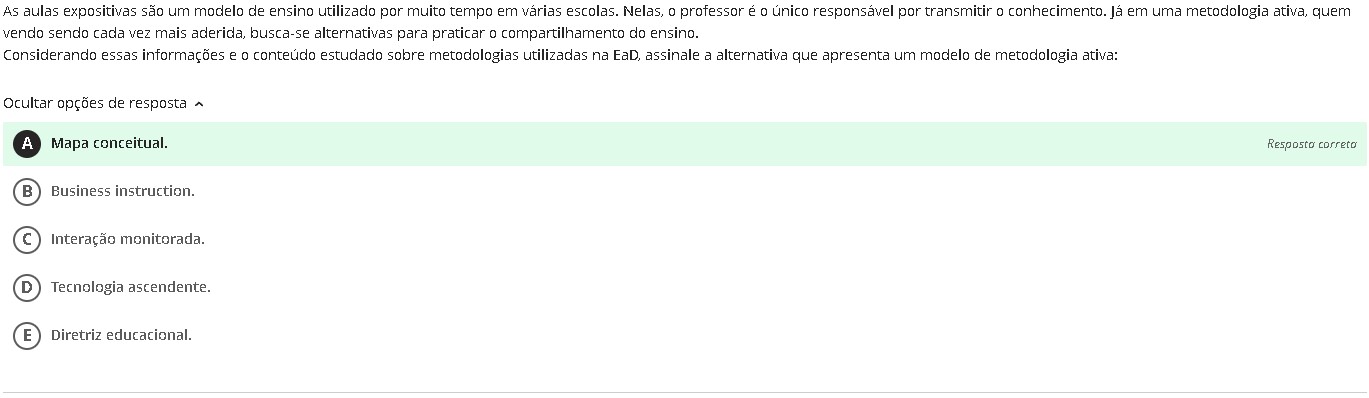 As aulas expositivas são um modelo de ensino utilizado por muito tempo em várias escolas. Nelas, o professor é o único responsável por transmitir o conhecimento. Já em uma metodologia ativa, quem
vendo sendo cada vez mais aderida, busca-se alternativas para praticar o compartilhamento do ensino.
Considerando essas informações e o conteúdo estudado sobre metodologias utilizadas na EaD, assinale a alternativa que apresenta um modelo de metodologia ativa:
Ocultar opções de resposta
A Mapa conceitual. Resposta correta
B Business instruction.
C Interação monitorada.
D Tecnologia ascendente.
E Diretriz educacional.